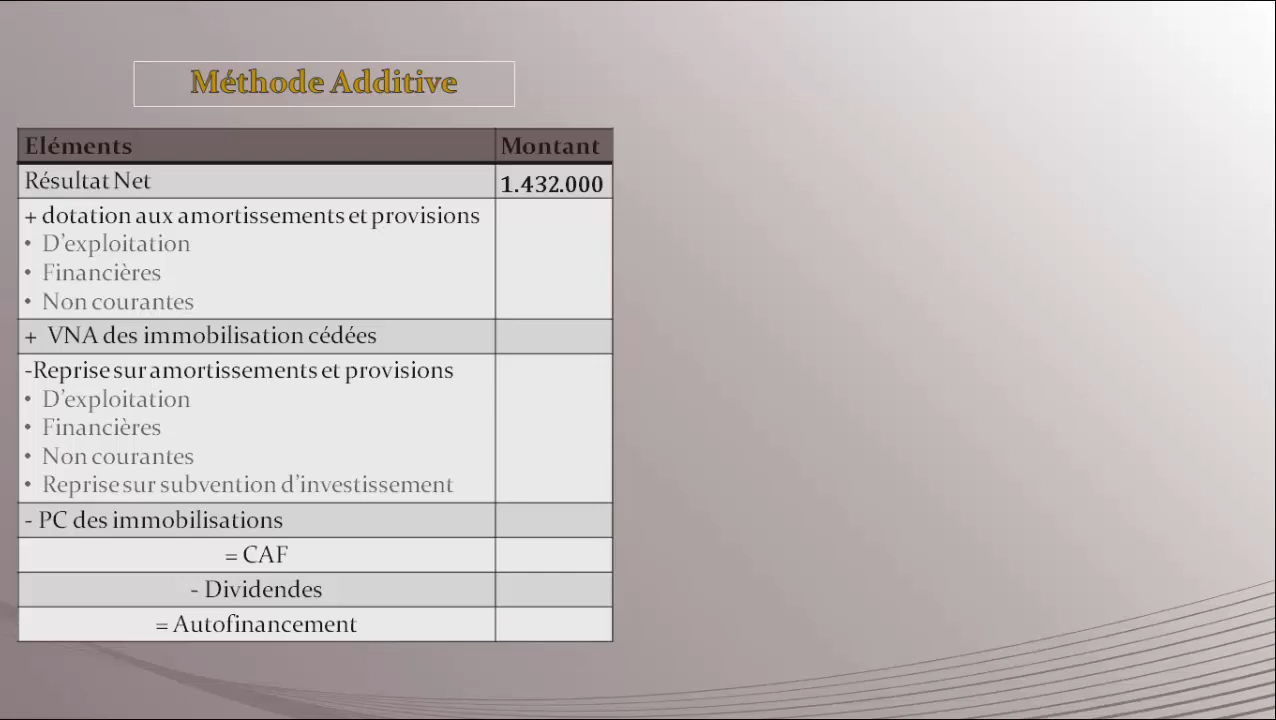 Méthode Additive
Eléments Montant
Résultat Net 1.432.000
+ dotation aux amortissements et provisions
• D'exploitation
• Financières
• Non courantes
+ VNA des immobilisation cédées
-Reprise sur amortissements et provisions
• D'exploitation
• Financières
• Non courantes
• Reprise sur subvention d'investissement
- PC des immobilisations
= CAF
- Dividendes
= Autofinancement